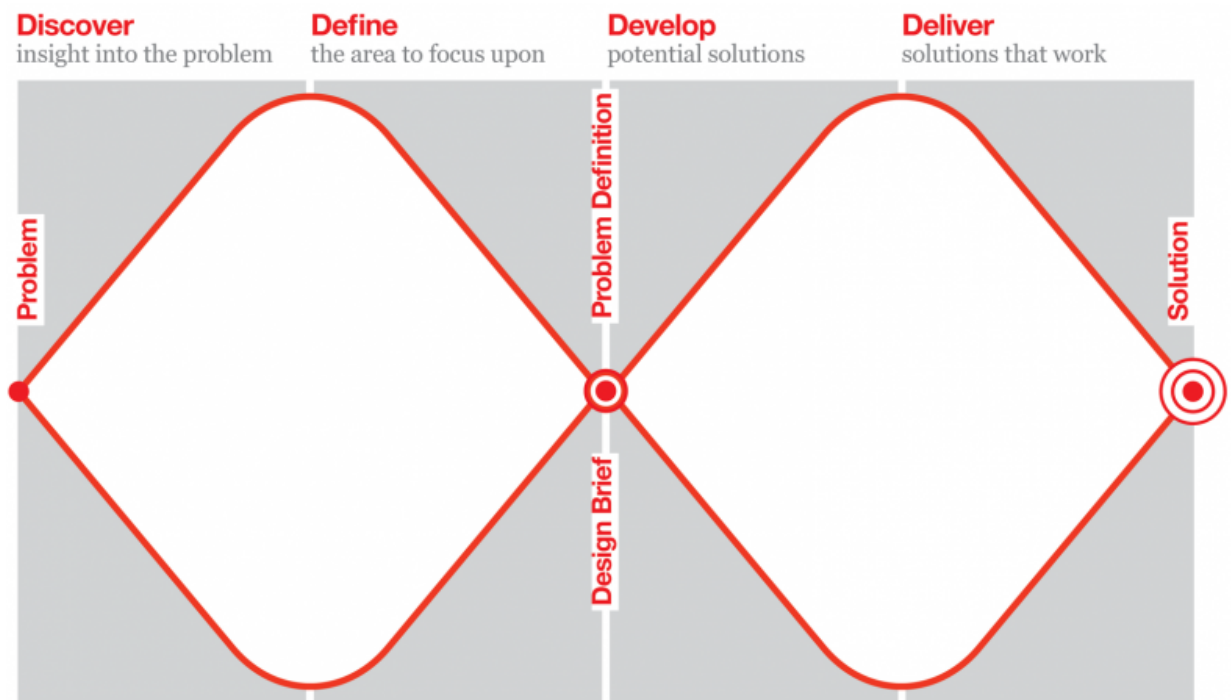 Discover
insight into the problem
Define
the area to focus upon
Develop
potential solutions
Deliver
solutions that work
Problem
Problem Definition
Design Brief
Solution